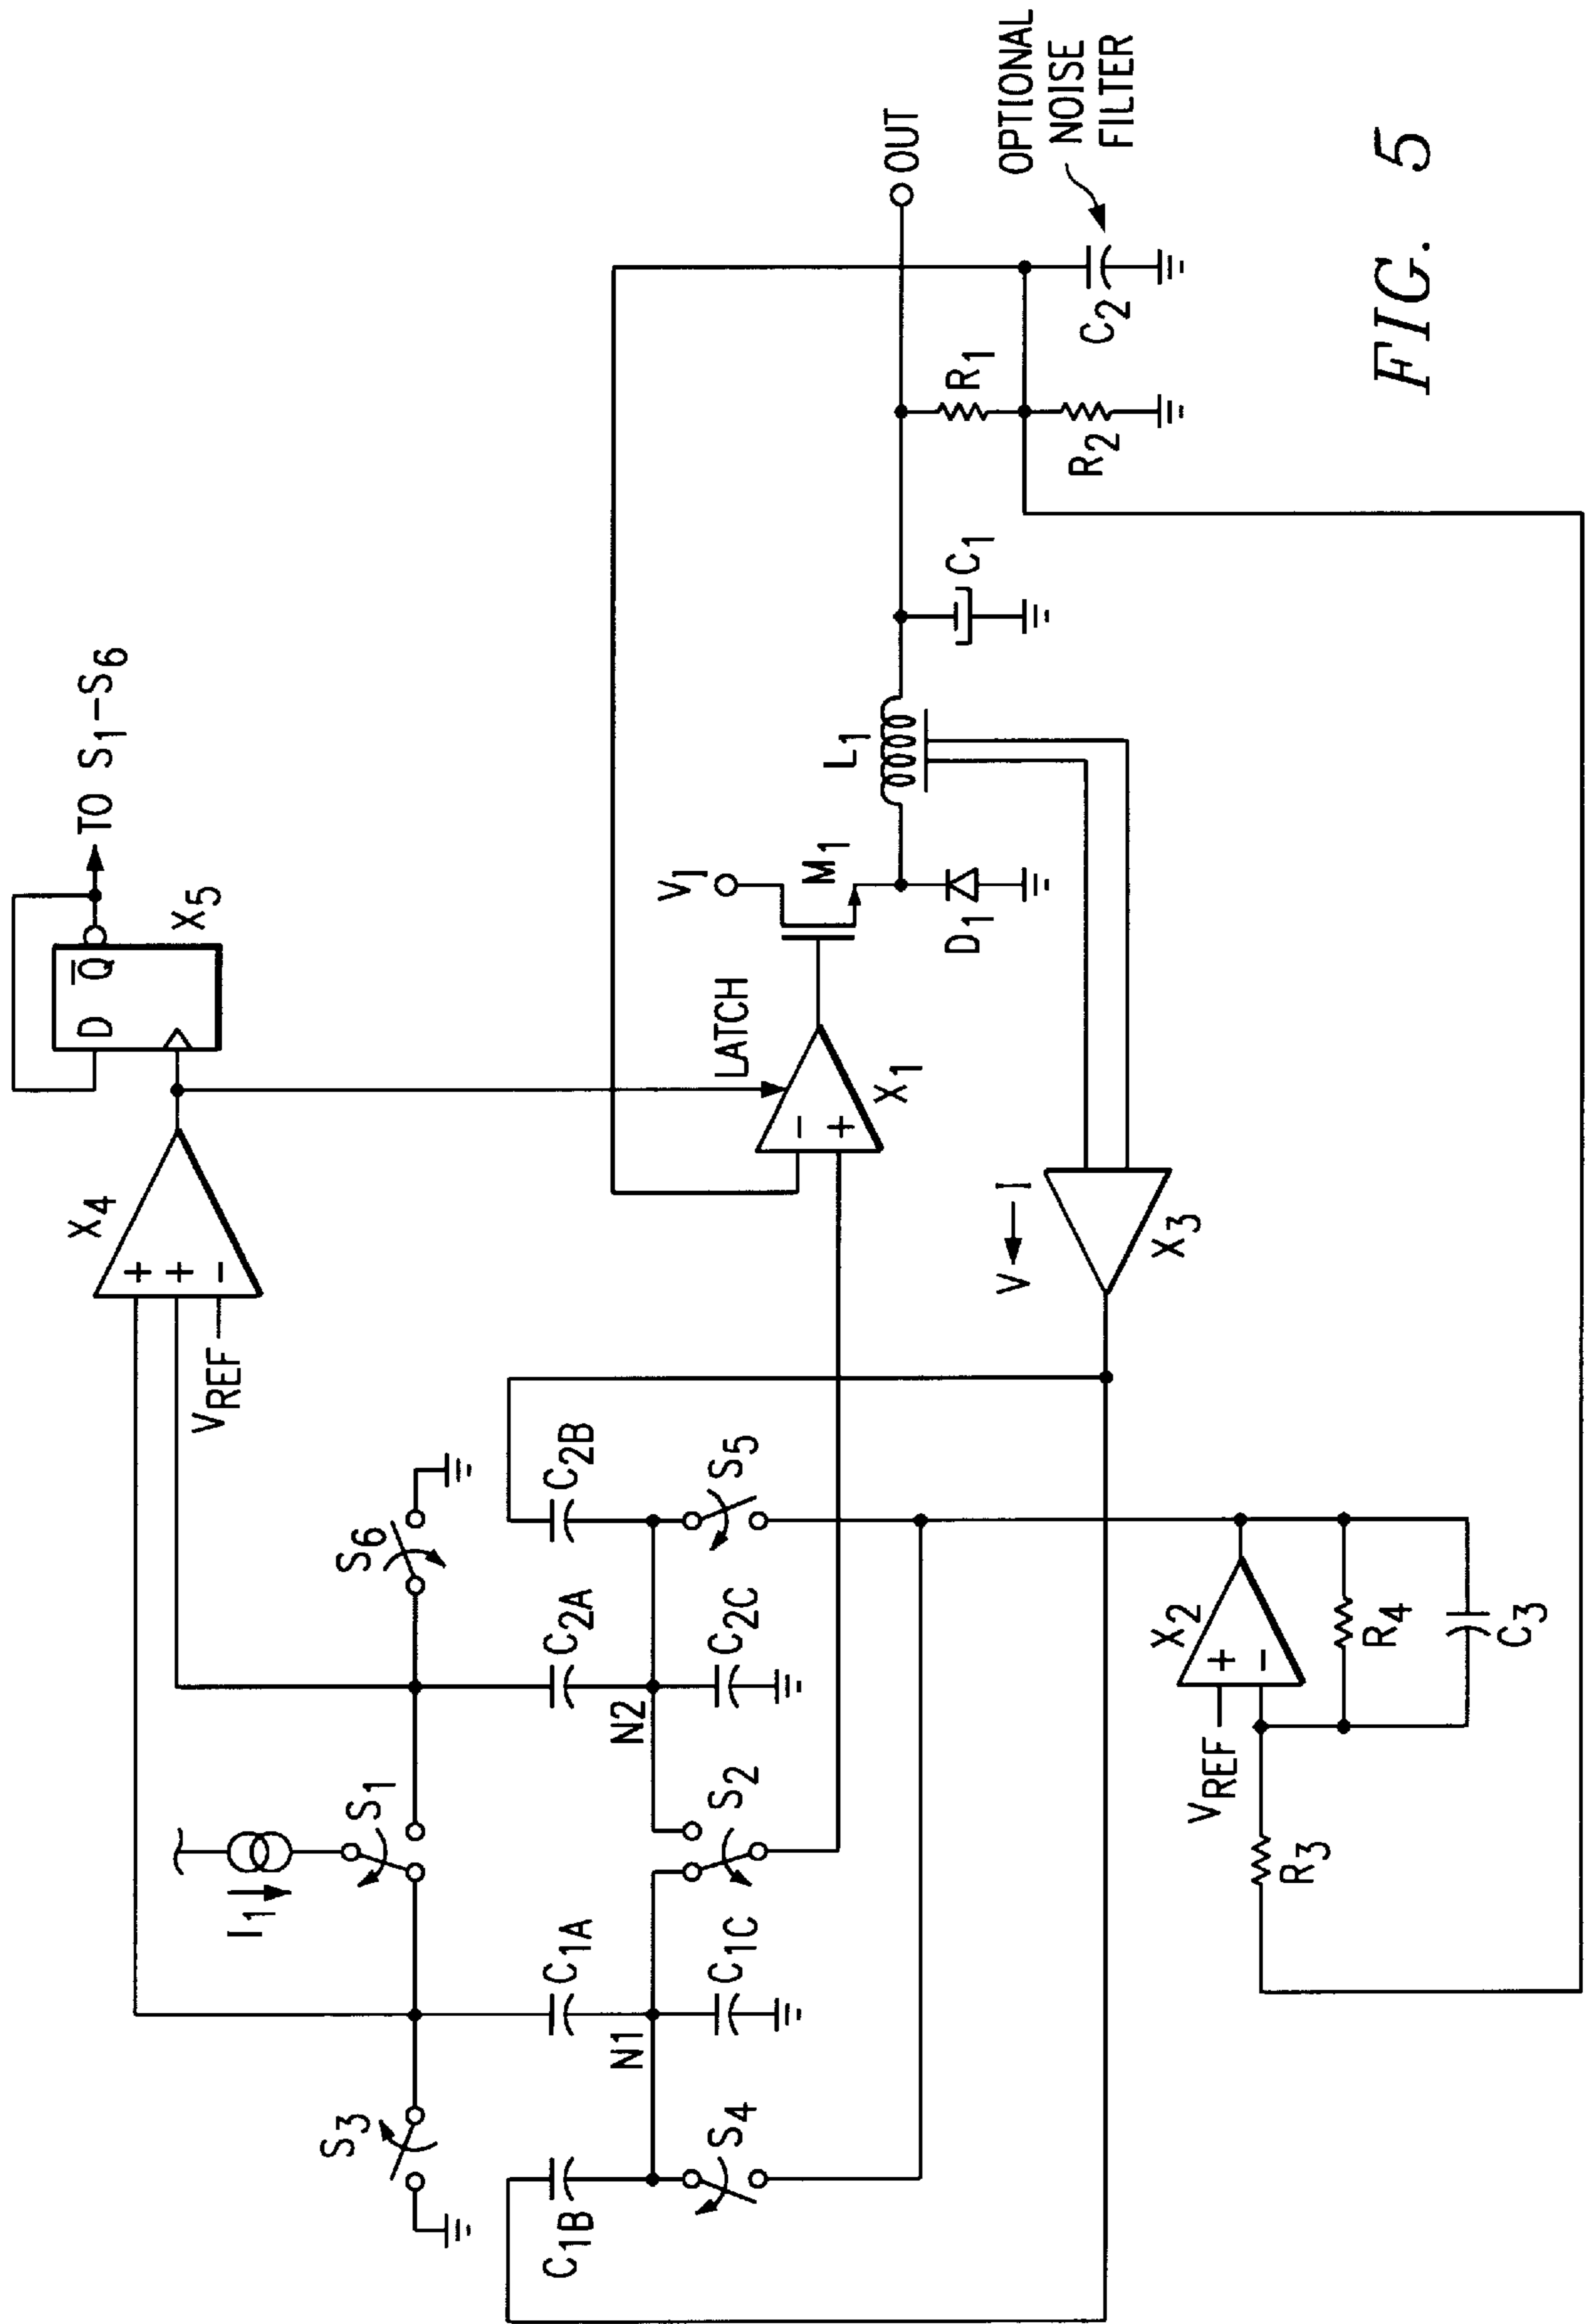 X5
D Q̅
TO S1–S6
X4
+
+
−
VREF
I1
S1
S3
S6
C1A
C2A
C1B
C2B
N1
N2
C1C
C2C
S4
S2
S5
LATCH
−
+
X1
VI
M1
D1
L1
C1
OUT
R1
R2
C2
OPTIONAL
NOISE
FILTER
V I
X3
VREF
+
−
X2
R3
R4
C3
FIG. 5